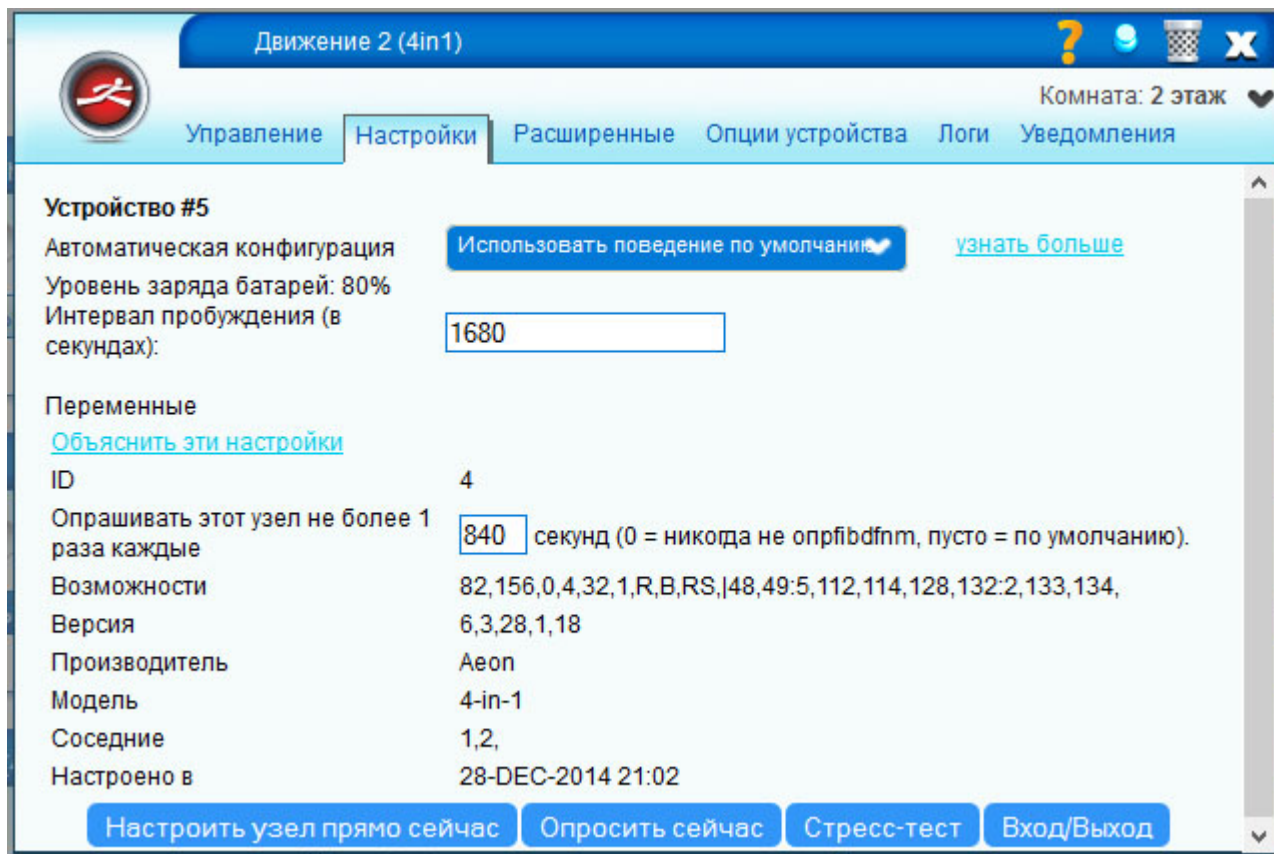 Движение 2 (4in1)
Комната: 2 этаж
Управление Настройки Расширенные Опции устройства Логи Уведомления
Устройство #5
Автоматическая конфигурация Использовать поведение по умолчанию узнать больше
Уровень заряда батарей: 80%
Интервал пробуждения (в
секундах): 1680
Переменные
Объяснить эти настройки
ID 4
Опрашивать этот узел не более 1
раза каждые 840 секунд (0 = никогда не опрfibdfnm, пусто = по умолчанию).
Возможности 82,156,0,4,32,1,R,B,RS,|48,49:5,112,114,128,132:2,133,134,
Версия 6,3,28,1,18
Производитель Aeon
Модель 4-in-1
Соседние 1,2,
Настроено в 28-DEC-2014 21:02
Настроить узел прямо сейчас Опросить сейчас Стресс-тест Вход/Выход